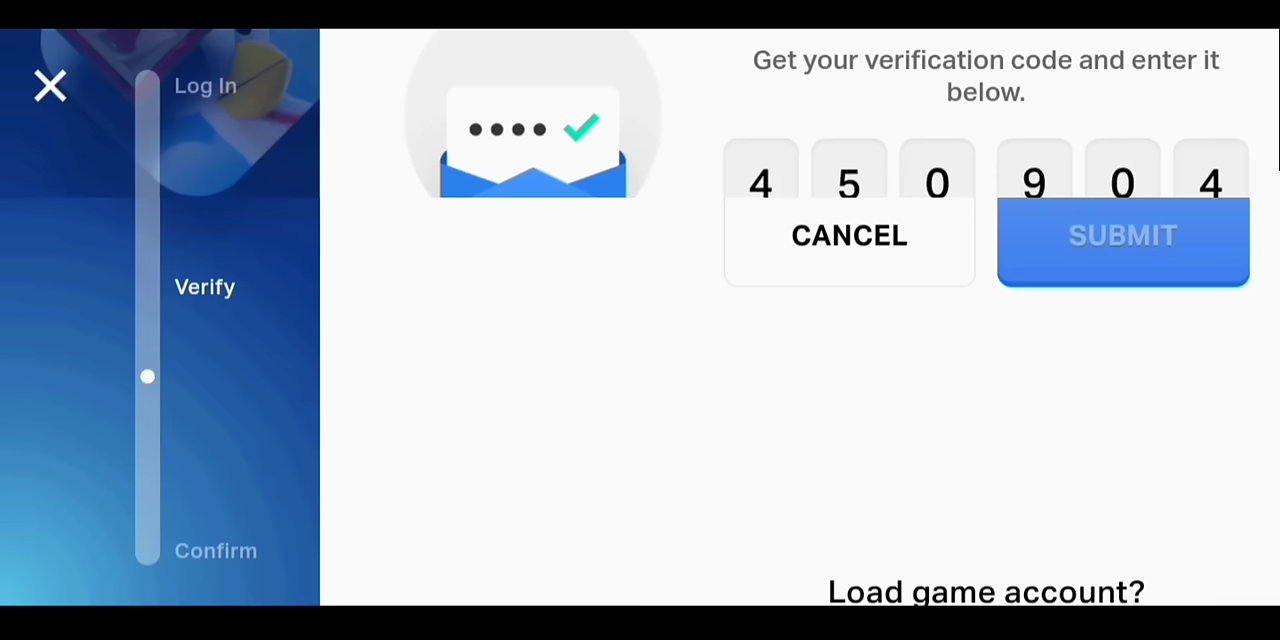 Log In
Verify
Confirm
Get your verification code and enter it
below.
4 5 0 9 0 4
CANCEL
SUBMIT
Load game account?